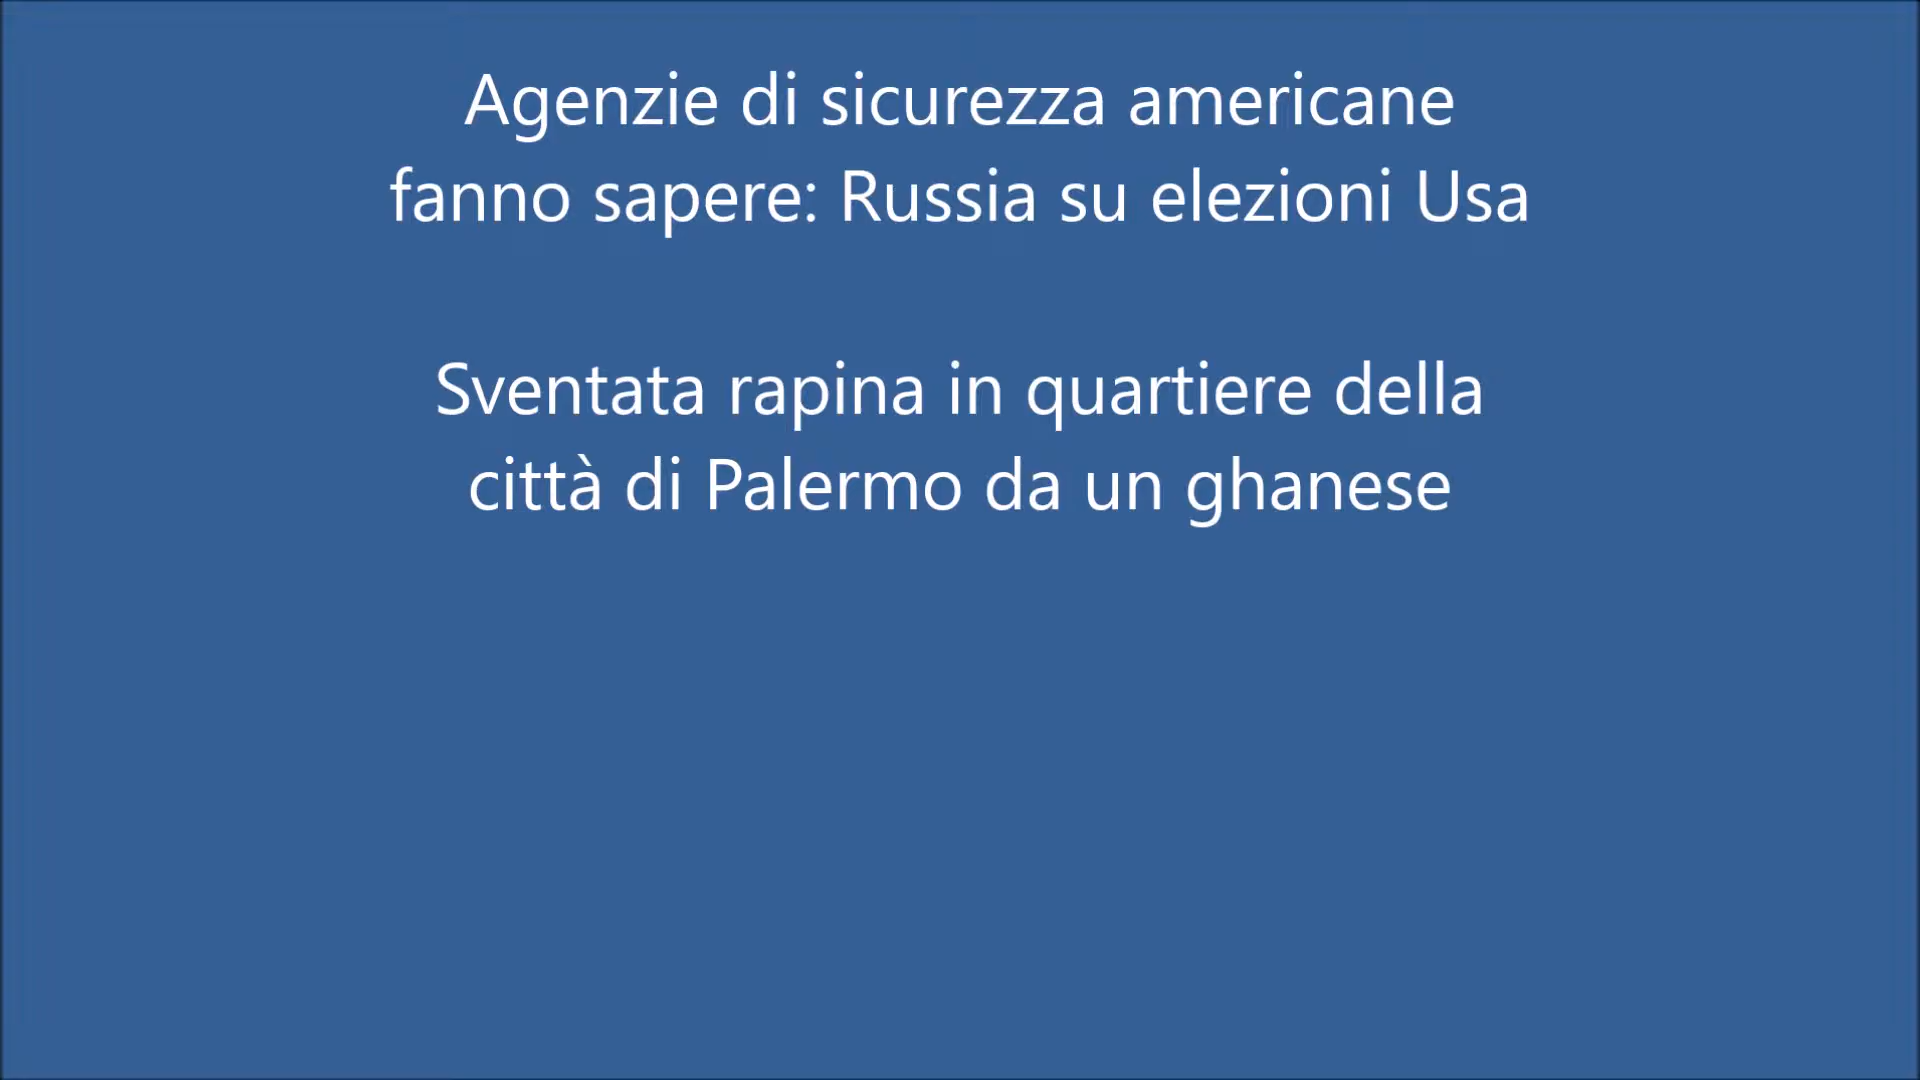 Agenzie di sicurezza americane
fanno sapere: Russia su elezioni Usa
Sventata rapina in quartiere della
città di Palermo da un ghanese